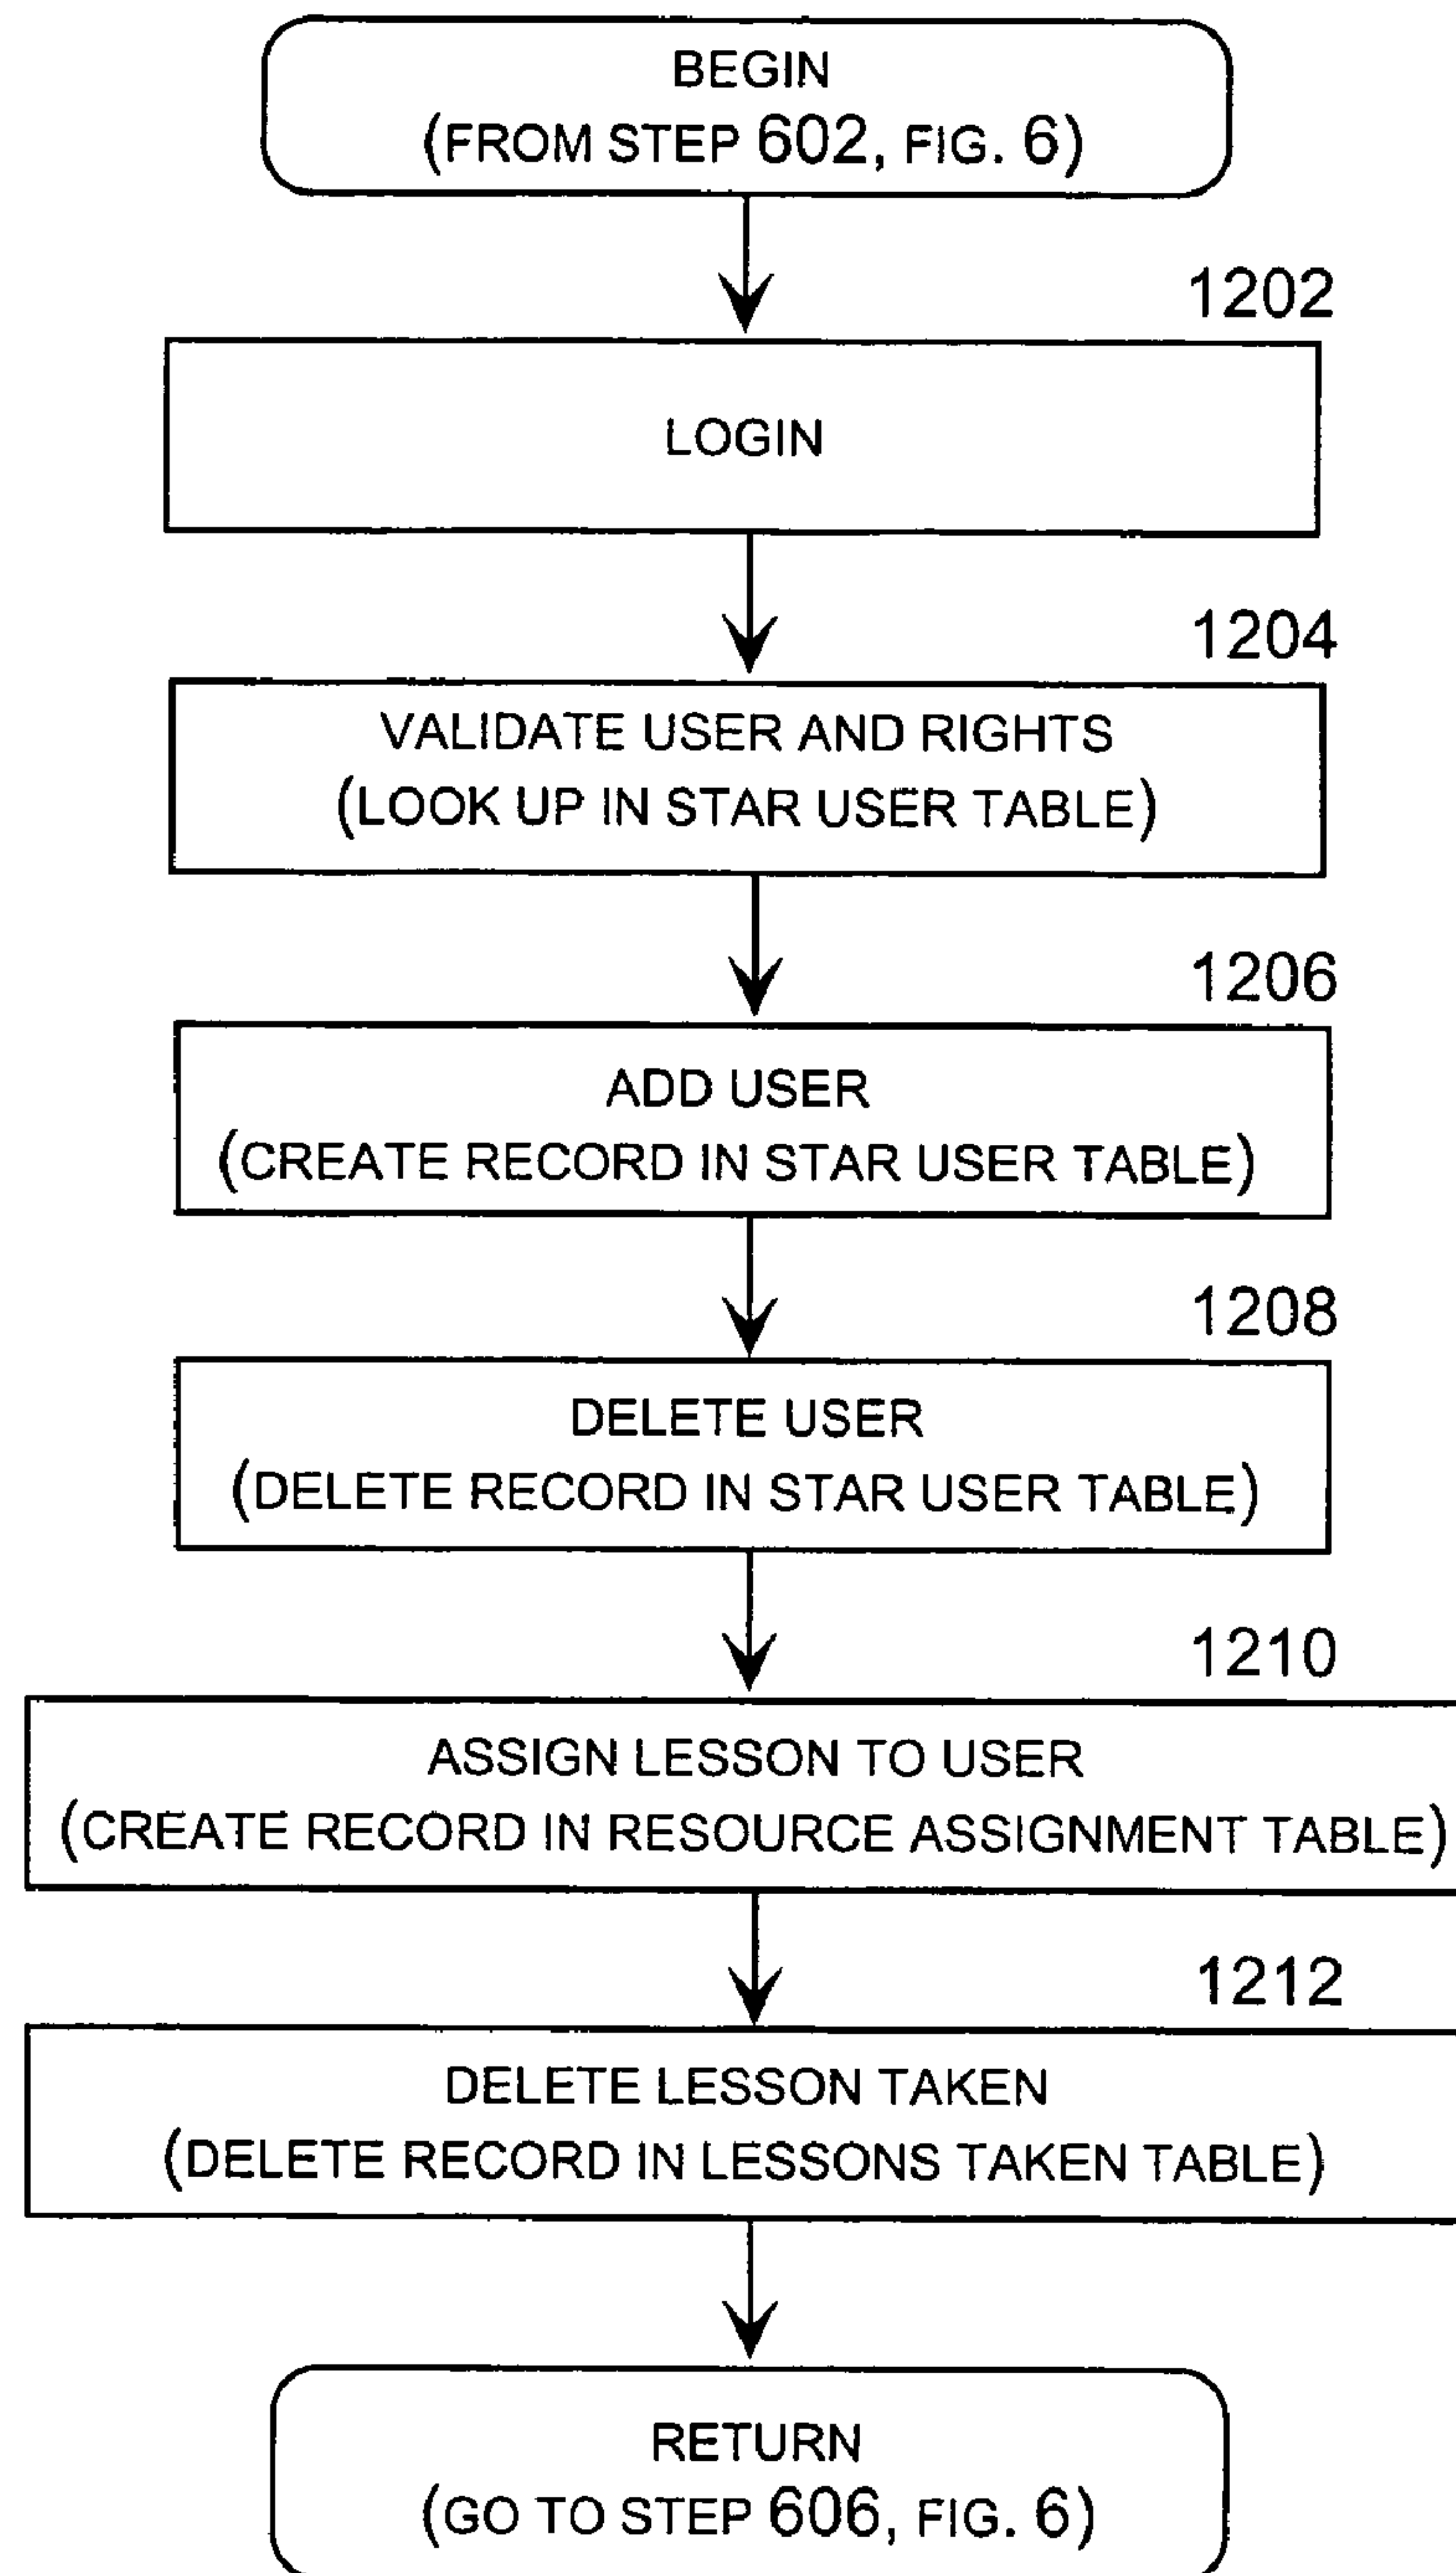 BEGIN
(FROM STEP 602, FIG. 6)
1202
LOGIN
1204
VALIDATE USER AND RIGHTS
(LOOK UP IN STAR USER TABLE)
1206
ADD USER
(CREATE RECORD IN STAR USER TABLE)
1208
DELETE USER
(DELETE RECORD IN STAR USER TABLE)
1210
ASSIGN LESSON TO USER
(CREATE RECORD IN RESOURCE ASSIGNMENT TABLE)
1212
DELETE LESSON TAKEN
(DELETE RECORD IN LESSONS TAKEN TABLE)
RETURN
(GO TO STEP 606, FIG. 6)